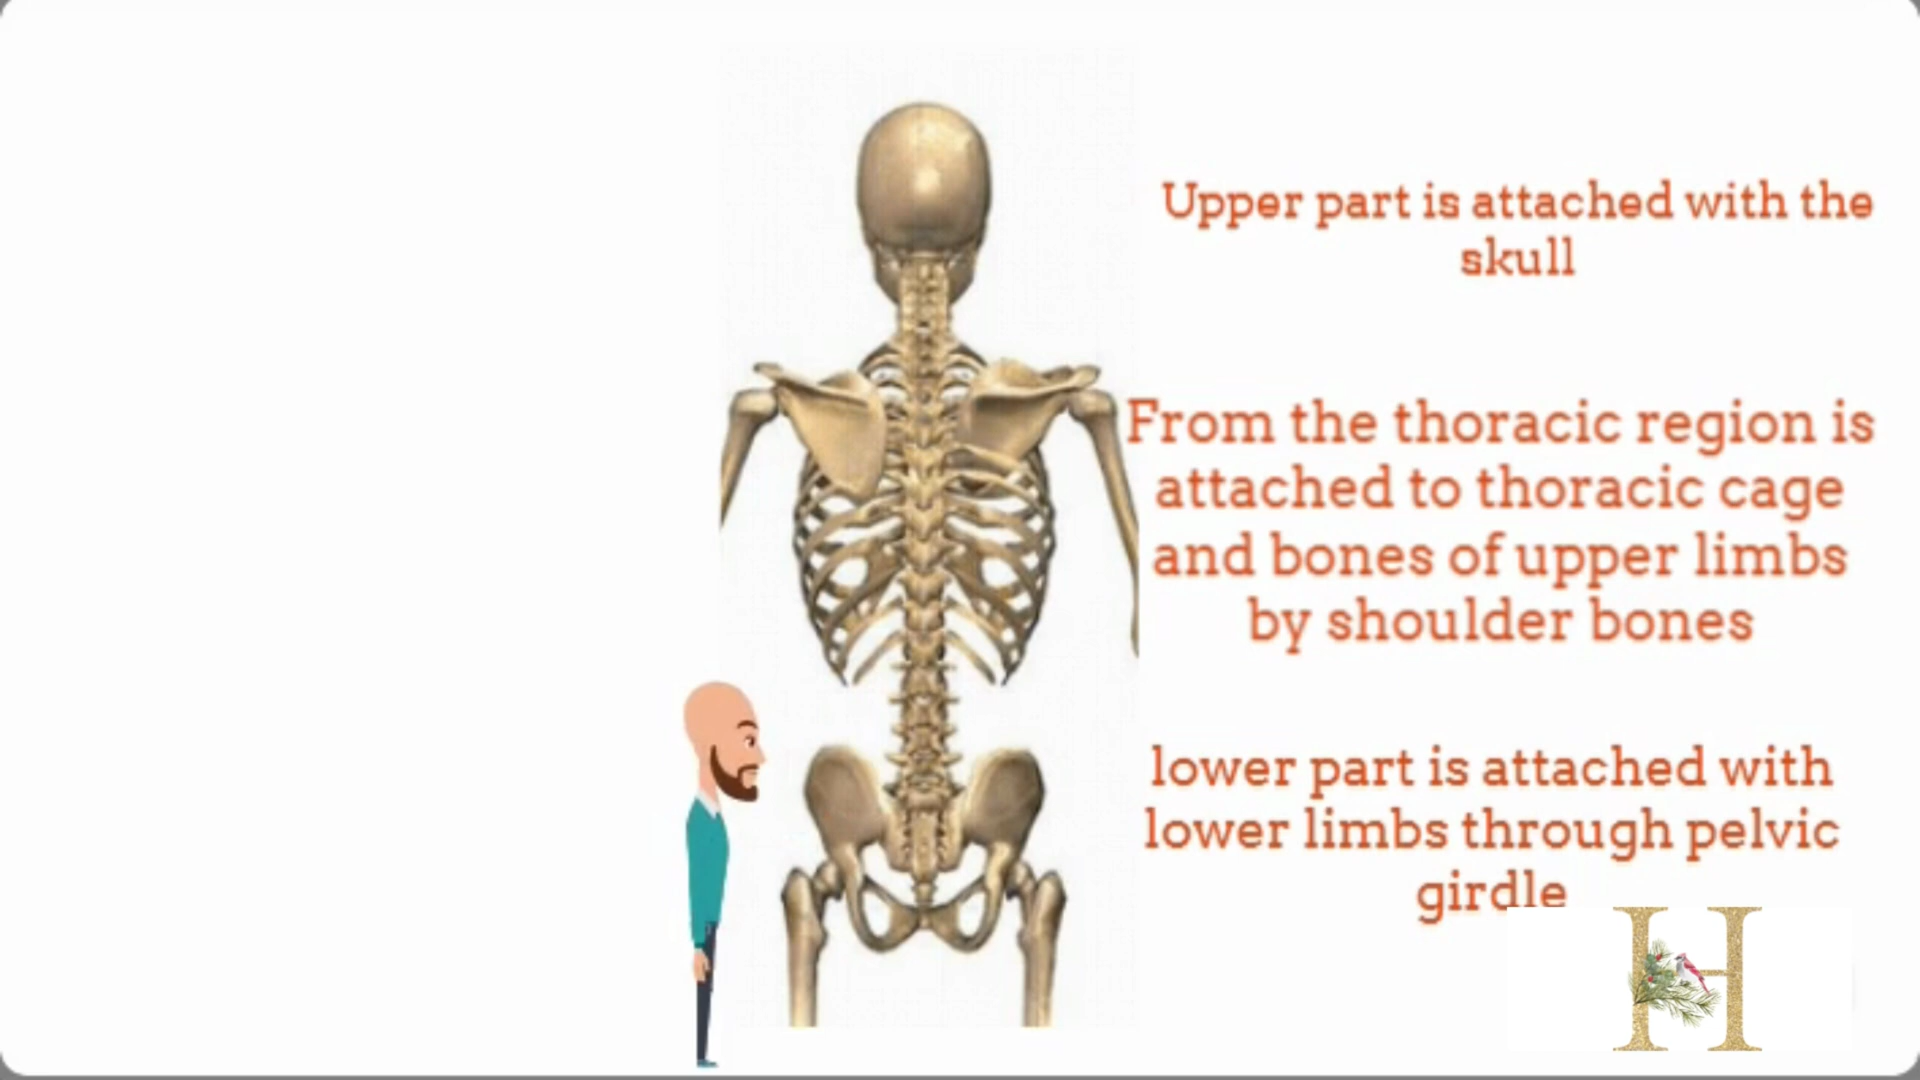 Upper part is attached with the
skull
From the thoracic region is
attached to thoracic cage
and bones of upper limbs
by shoulder bones
lower part is attached with
lower limbs through pelvic
girdle
H